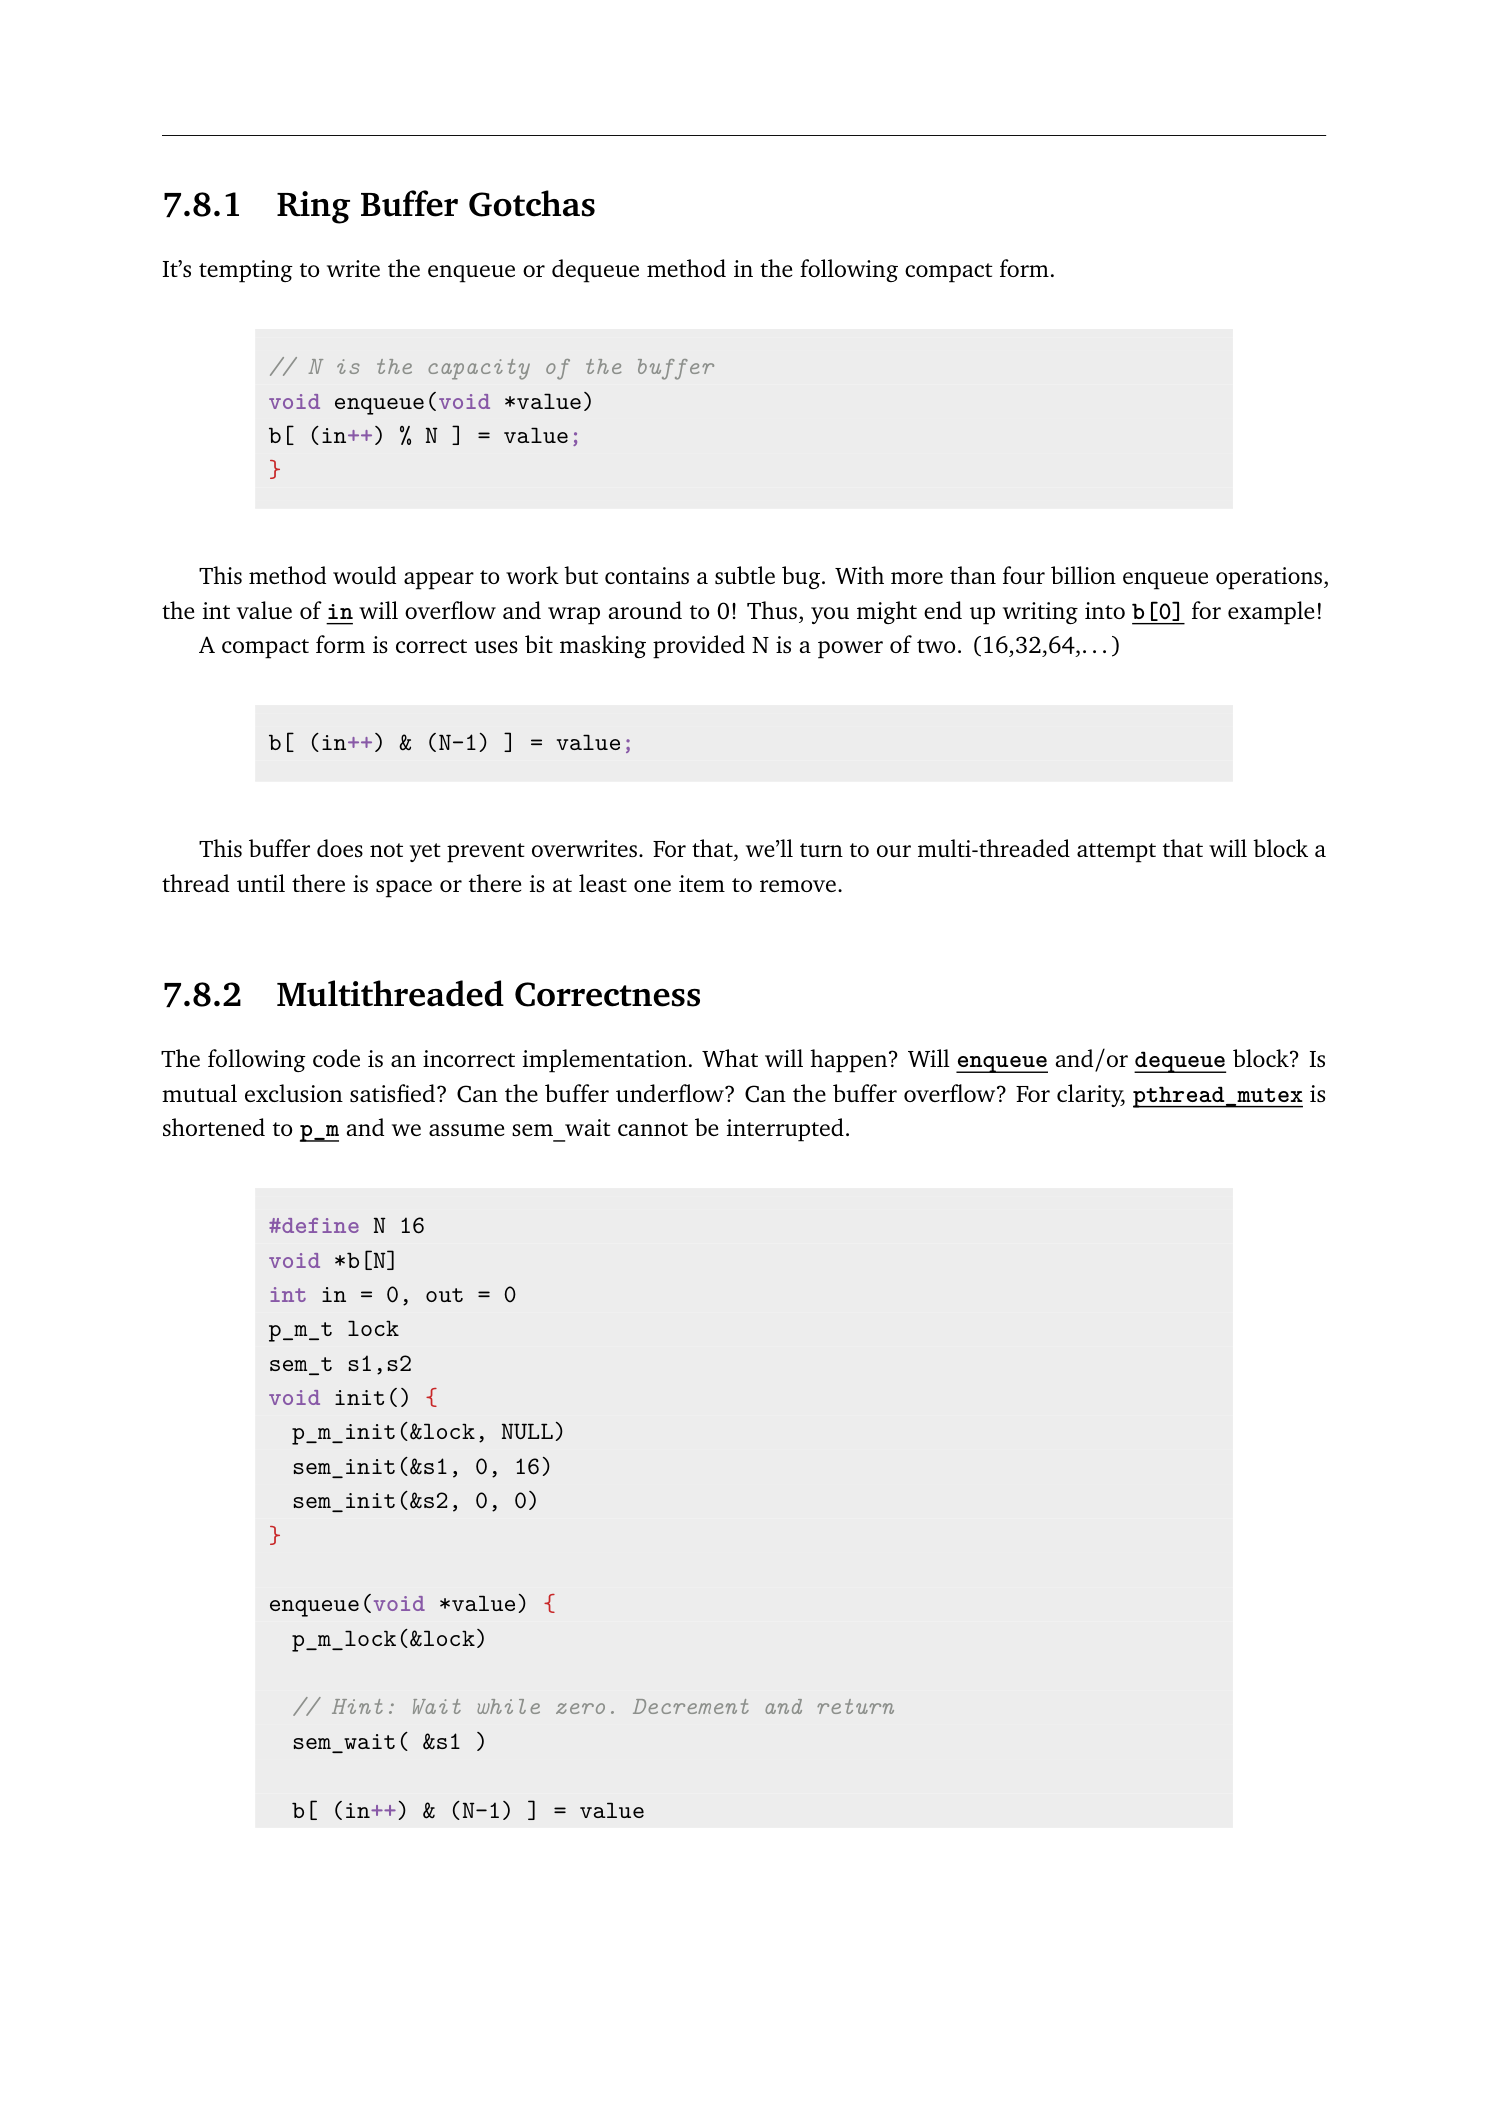 7.8.1 Ring Buffer Gotchas
It’s tempting to write the enqueue or dequeue method in the following compact form.
// N is the capacity of the buffer
void enqueue(void *value)
b[ (in++) % N ] = value;
}
This method would appear to work but contains a subtle bug. With more than four billion enqueue operations,
the int value of in will overflow and wrap around to 0! Thus, you might end up writing into b[0] for example!
A compact form is correct uses bit masking provided N is a power of two. (16,32,64,...)
b[ (in++) & (N-1) ] = value;
This buffer does not yet prevent overwrites. For that, we’ll turn to our multi-threaded attempt that will block a
thread until there is space or there is at least one item to remove.
7.8.2 Multithreaded Correctness
The following code is an incorrect implementation. What will happen? Will enqueue and/or dequeue block? Is
mutual exclusion satisfied? Can the buffer underflow? Can the buffer overflow? For clarity, pthread_mutex is
shortened to p_m and we assume sem_wait cannot be interrupted.
#define N 16
void *b[N]
int in = 0, out = 0
p_m_t lock
sem_t s1,s2
void init() {
p_m_init(&lock, NULL)
sem_init(&s1, 0, 16)
sem_init(&s2, 0, 0)
}
enqueue(void *value) {
p_m_lock(&lock)
// Hint: Wait while zero. Decrement and return
sem_wait( &s1 )
b[ (in++) & (N-1) ] = value